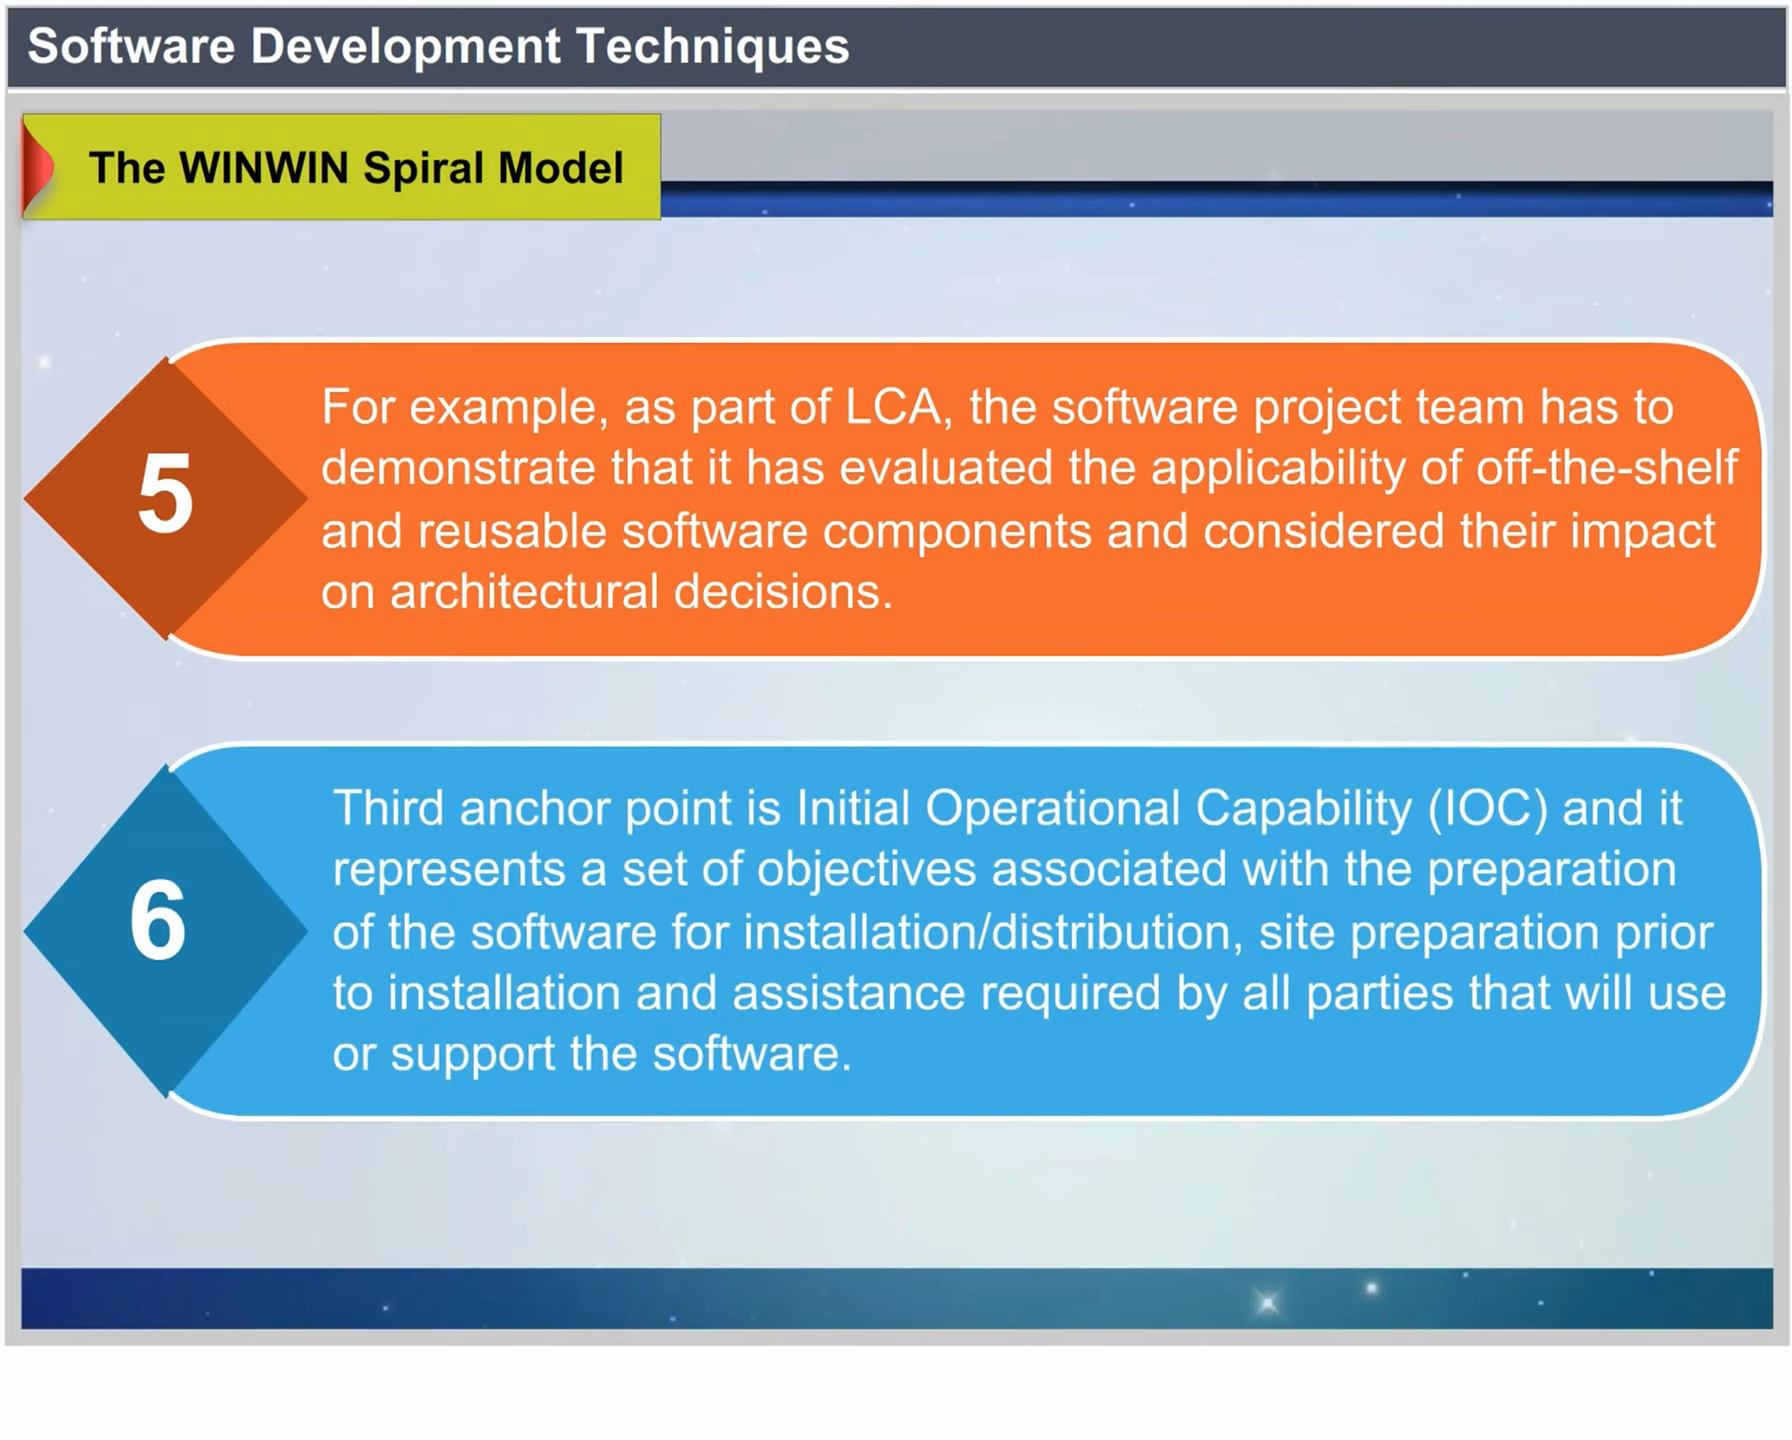 Software Development Techniques
The WINWIN Spiral Model
5
For example, as part of LCA, the software project team has to
demonstrate that it has evaluated the applicability of off-the-shelf
and reusable software components and considered their impact
on architectural decisions.
6
Third anchor point is Initial Operational Capability (IOC) and it
represents a set of objectives associated with the preparation
of the software for installation/distribution, site preparation prior
to installation and assistance required by all parties that will use
or support the software.